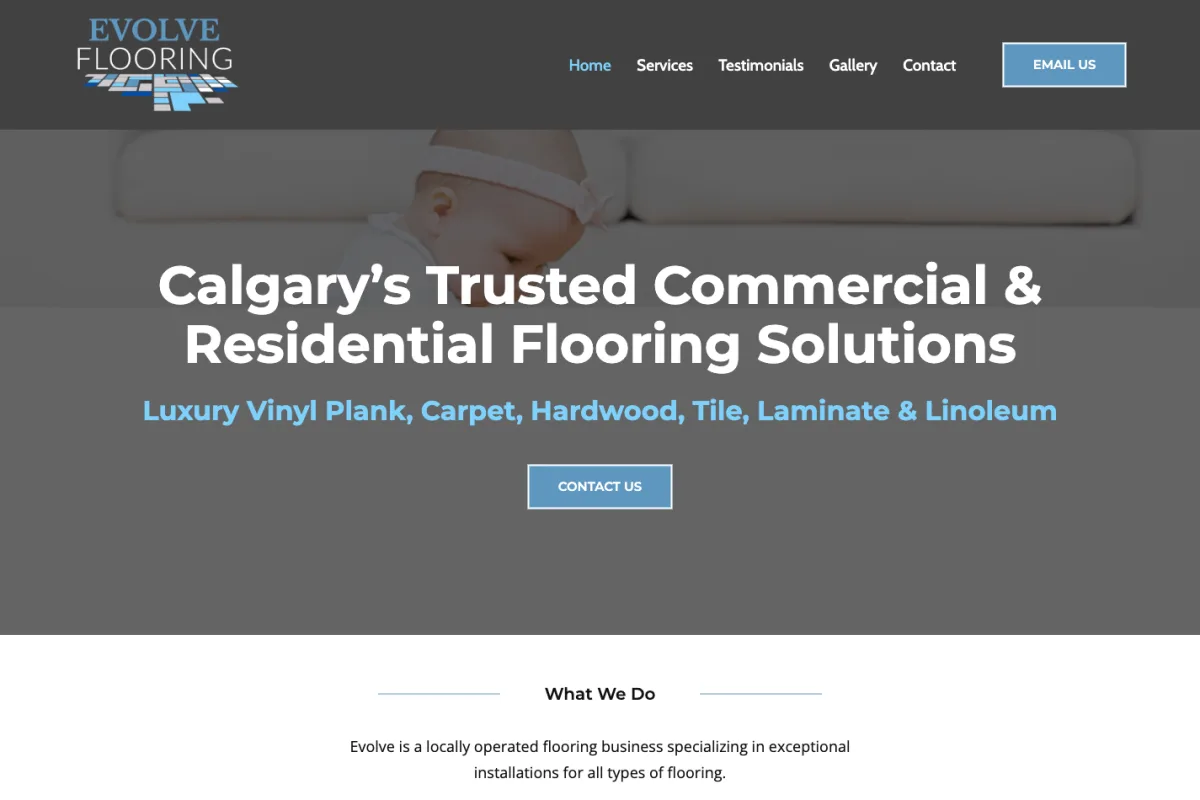 EVOLVE
FLOORING
Home
Services
Testimonials
Gallery
Contact
EMAIL US
Calgary’s Trusted Commercial &
Residential Flooring Solutions
Luxury Vinyl Plank, Carpet, Hardwood, Tile, Laminate & Linoleum
CONTACT US
What We Do
Evolve is a locally operated flooring business specializing in exceptional
installations for all types of flooring.